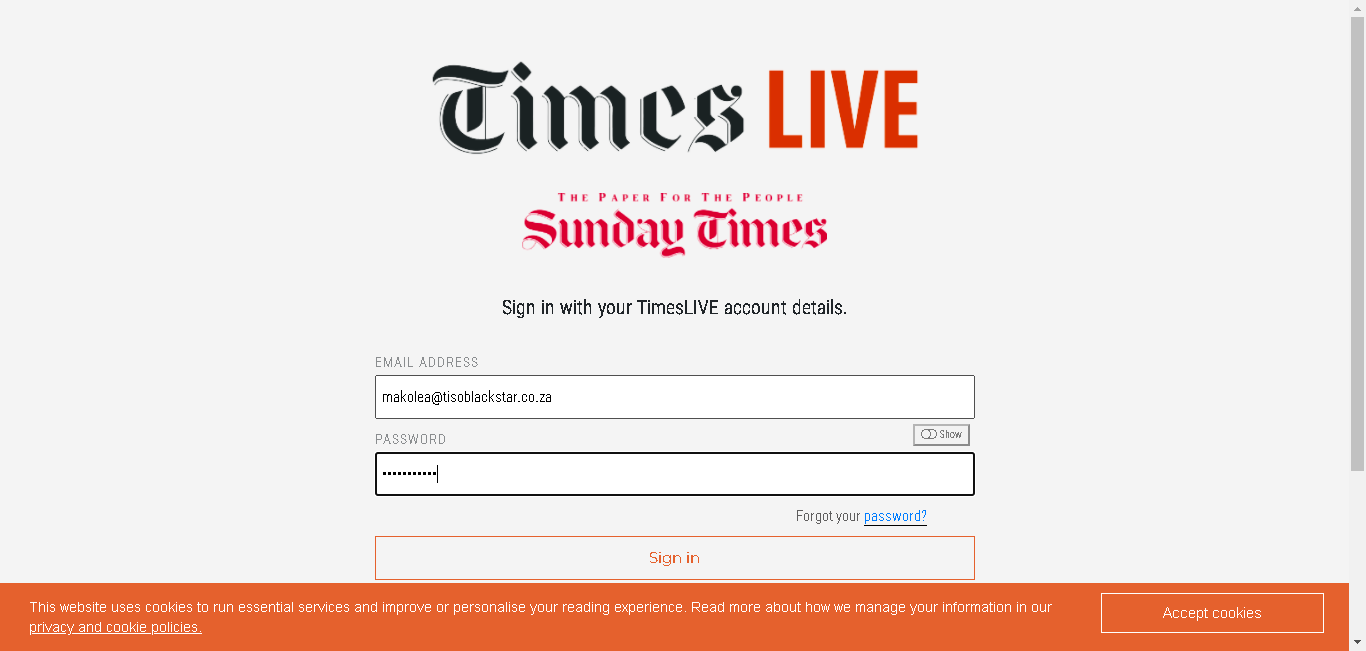 Times LIVE
THE PAPER FOR THE PEOPLE
Sunday Times
Sign in with your TimesLIVE account details.
EMAIL ADDRESS
makolea@tisoblackstar.co.za
PASSWORD
Show
•••••••••••
Forgot your password?
Sign in
This website uses cookies to run essential services and improve or personalise your reading experience. Read more about how we manage your information in our
privacy and cookie policies.
Accept cookies